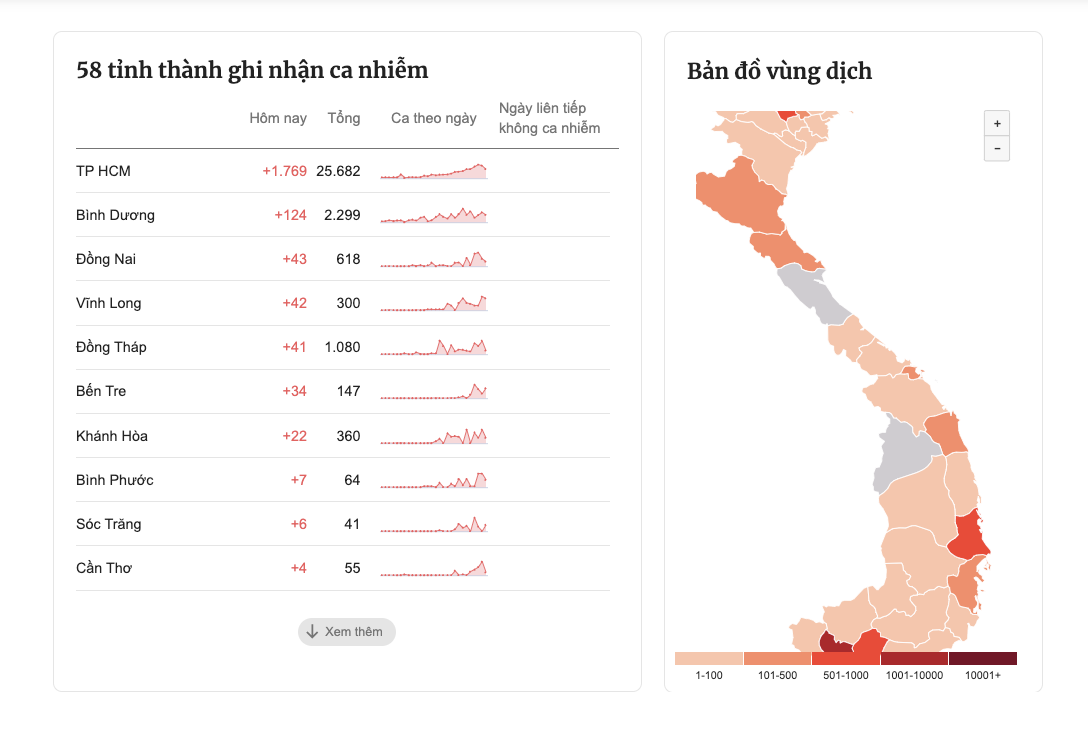 58 tỉnh thành ghi nhận ca nhiễm
Hôm nay Tổng Ca theo ngày Ngày liên tiếp
không ca nhiễm
TP HCM +1.769 25.682
Bình Dương +124 2.299
Đồng Nai +43 618
Vĩnh Long +42 300
Đồng Tháp +41 1.080
Bến Tre +34 147
Khánh Hòa +22 360
Bình Phước +7 64
Sóc Trăng +6 41
Cần Thơ +4 55
Xem thêm
Bản đồ vùng dịch
+
−
1-100 101-500 501-1000 1001-10000 10001+